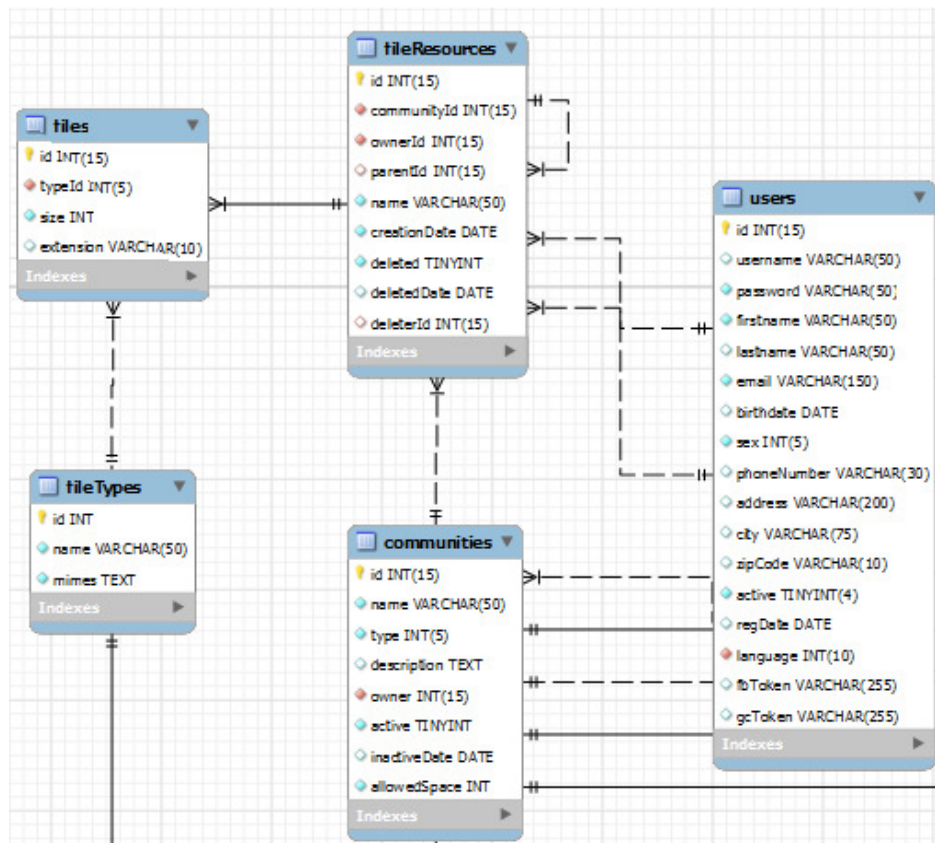 tileResources
id INT(15)
communityId INT(15)
ownerId INT(15)
parentId INT(15)
name VARCHAR(50)
creationDate DATE
deleted TINYINT
deletedDate DATE
deleterId INT(15)
Indexes
tiles
id INT(15)
typeId INT(5)
size INT
extension VARCHAR(10)
Indexes
users
id INT(15)
username VARCHAR(50)
password VARCHAR(50)
firstname VARCHAR(50)
lastname VARCHAR(50)
email VARCHAR(150)
birthdate DATE
sex INT(5)
phoneNumber VARCHAR(30)
address VARCHAR(200)
city VARCHAR(75)
zipCode VARCHAR(10)
active TINYINT(4)
regDate DATE
language INT(10)
fbToken VARCHAR(255)
gcToken VARCHAR(255)
Indexes
tileTypes
id INT
name VARCHAR(50)
mimes TEXT
Indexes
communities
id INT(15)
name VARCHAR(50)
type INT(5)
description TEXT
owner INT(15)
active TINYINT
inactiveDate DATE
allowedSpace INT
Indexes